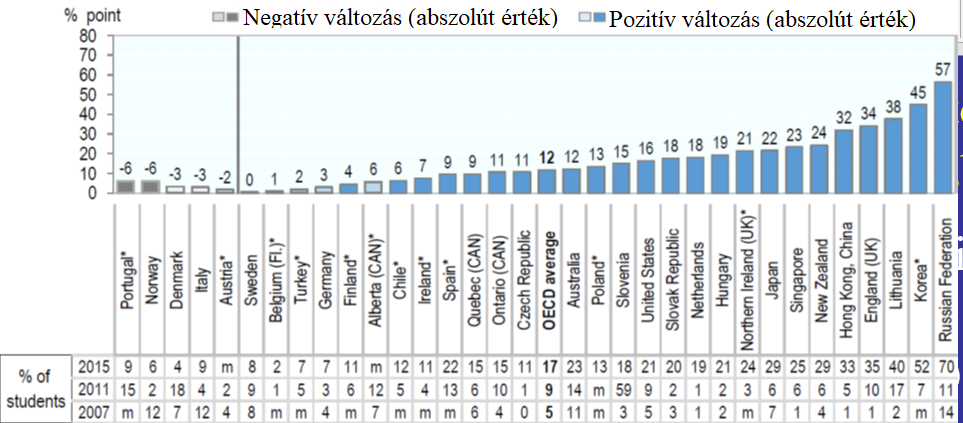 % point
Negatív változás (abszolút érték)
Pozitív változás (abszolút érték)
80
70
60
50
40
30
20
10
0
-6 -6 -3 -3 -2 0 1 2 3 4 6 6 7 9 9 11 11 12 12 13 15 16 18 18 19 21 22 23 24 32 34 38 45 57
Portugal*
Norway
Denmark
Italy
Austria*
Sweden
Belgium (Fl.)*
Turkey*
Germany
Finland*
Alberta (CAN)*
Chile*
Ireland*
Spain*
Quebec (CAN)
Ontario (CAN)
Czech Republic
OECD average
Australia
Poland*
Slovenia
United States
Slovak Republic
Netherlands
Hungary
Northern Ireland (UK)*
Japan
Singapore
New Zealand
Hong Kong, China
England (UK)
Lithuania
Korea*
Russian Federation
% of
students
2015 9 6 4 9 m 8 2 7 7 11 m 12 11 22 15 15 11 17 23 13 18 21 20 19 21 24 29 25 29 33 35 40 52 70
2011 15 2 18 4 2 9 1 5 3 6 12 5 4 13 6 10 1 9 14 m 59 9 2 1 2 3 6 6 6 5 10 17 7 11
2007 m 12 7 12 4 8 m m 4 m 7 m m m 6 4 0 5 11 m 3 5 3 1 2 m 7 1 4 1 1 2 m 14